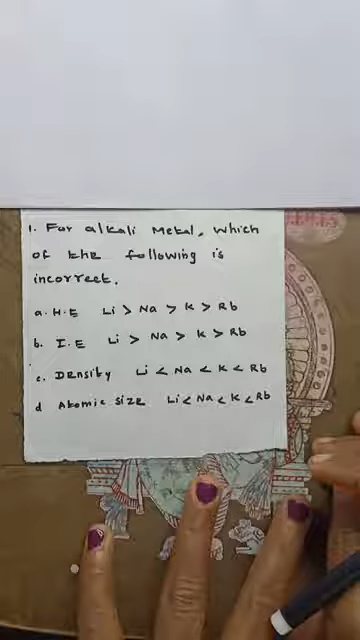 1. For alkali Metal, which
of the following is
incorrect.
a. H.E Li > Na > K > Rb
b. I.E Li > Na > K > Rb
c. Density Li < Na < K < Rb
d Atomic size Li < Na < K < Rb